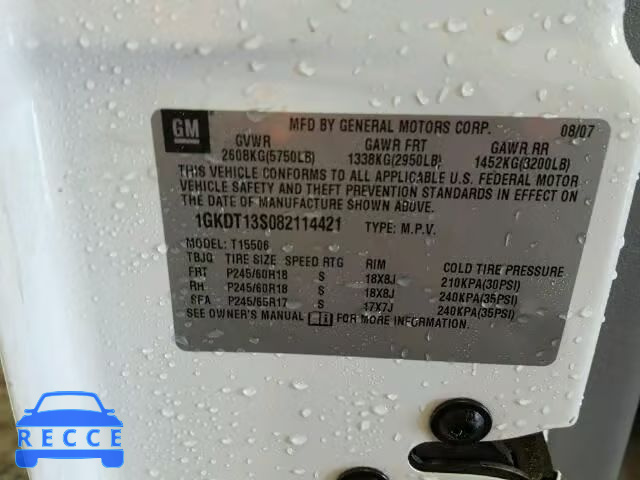 GM
MFD BY GENERAL MOTORS CORP. 08/07
GVWR GAWR FRT GAWR RR
2608KG(5750LB) 1338KG(2950LB) 1452KG(3200LB)
THIS VEHICLE CONFORMS TO ALL APPLICABLE U.S. FEDERAL MOTOR
VEHICLE SAFETY AND THEFT PREVENTION STANDARDS IN EFFECT ON
THE DATE OF MANUFACTURE SHOWN ABOVE.
1GKDT13S082114421 TYPE: M.P.V.
MODEL: T15506
TBJQ TIRE SIZE SPEED RTG RIM COLD TIRE PRESSURE
FRT P245/60R18 S 18X8J 210KPA(30PSI)
RH P245/60R18 S 18X8J 240KPA(35PSI)
SFA P245/65R17 S 17X7J 240KPA(35PSI)
SEE OWNER'S MANUAL FOR MORE INFORMATION.
RECCE